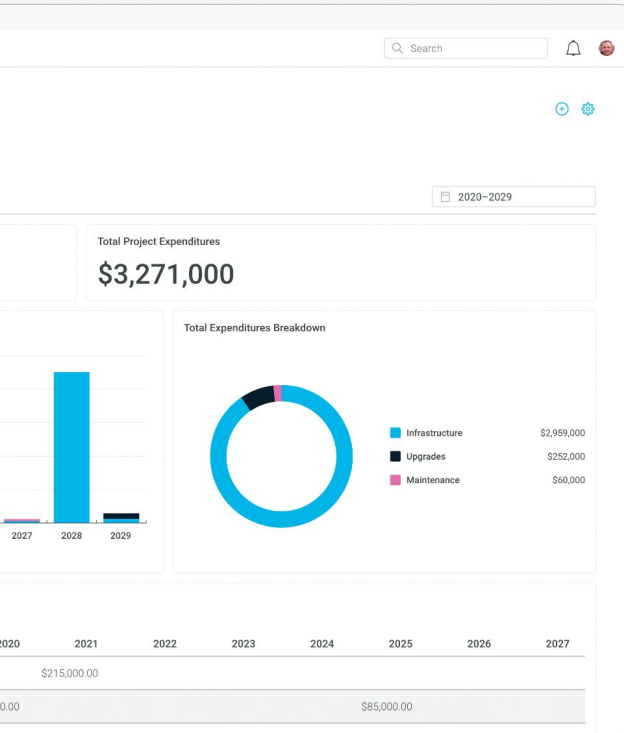 Search
2020–2029
Total Project Expenditures
$3,271,000
Total Expenditures Breakdown
Infrastructure $2,959,000
Upgrades $252,000
Maintenance $60,000
2027 2028 2029
2020 2021 2022 2023 2024 2025 2026 2027
$215,000.00
0.00 $85,000.00